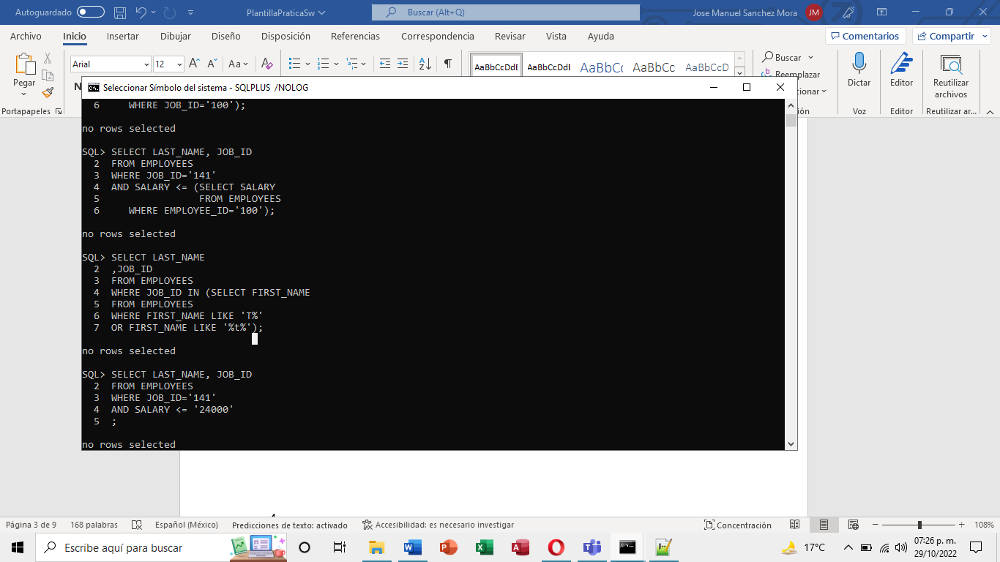 Autoguardado
PlantillaPraticaSw
Buscar (Alt+Q)
Jose Manuel Sanchez Mora
JM
Archivo Inicio Insertar Dibujar Diseño Disposición Referencias Correspondencia Revisar Vista Ayuda
Comentarios Compartir
Pegar
Portapapeles
Arial 12
AaBbCcDdE AaBbCcDdE AaBbCc AaBbCc AaBbCcD
Buscar
Reemplazar
Dictar
Voz
Editor
Editor
Reutilizar archivos
Reutilizar ar...
Seleccionar Símbolo del sistema - SQLPLUS /NOLOG
6 WHERE JOB_ID='100');
no rows selected
SQL> SELECT LAST_NAME, JOB_ID
2 FROM EMPLOYEES
3 WHERE JOB_ID='141'
4 AND SALARY <= (SELECT SALARY
5 FROM EMPLOYEES
6 WHERE EMPLOYEE_ID='100');
no rows selected
SQL> SELECT LAST_NAME
2 ,JOB_ID
3 FROM EMPLOYEES
4 WHERE JOB_ID IN (SELECT FIRST_NAME
5 FROM EMPLOYEES
6 WHERE FIRST_NAME LIKE 'T%'
7 OR FIRST_NAME LIKE '%t%');
no rows selected
SQL> SELECT LAST_NAME, JOB_ID
2 FROM EMPLOYEES
3 WHERE JOB_ID='141'
4 AND SALARY <= '24000'
5 ;
no rows selected
Página 3 de 9 168 palabras Español (México) Predicciones de texto: activado Accesibilidad: es necesario investigar Concentración 108%
Escribe aquí para buscar
17°C
07:26 p. m.
29/10/2022